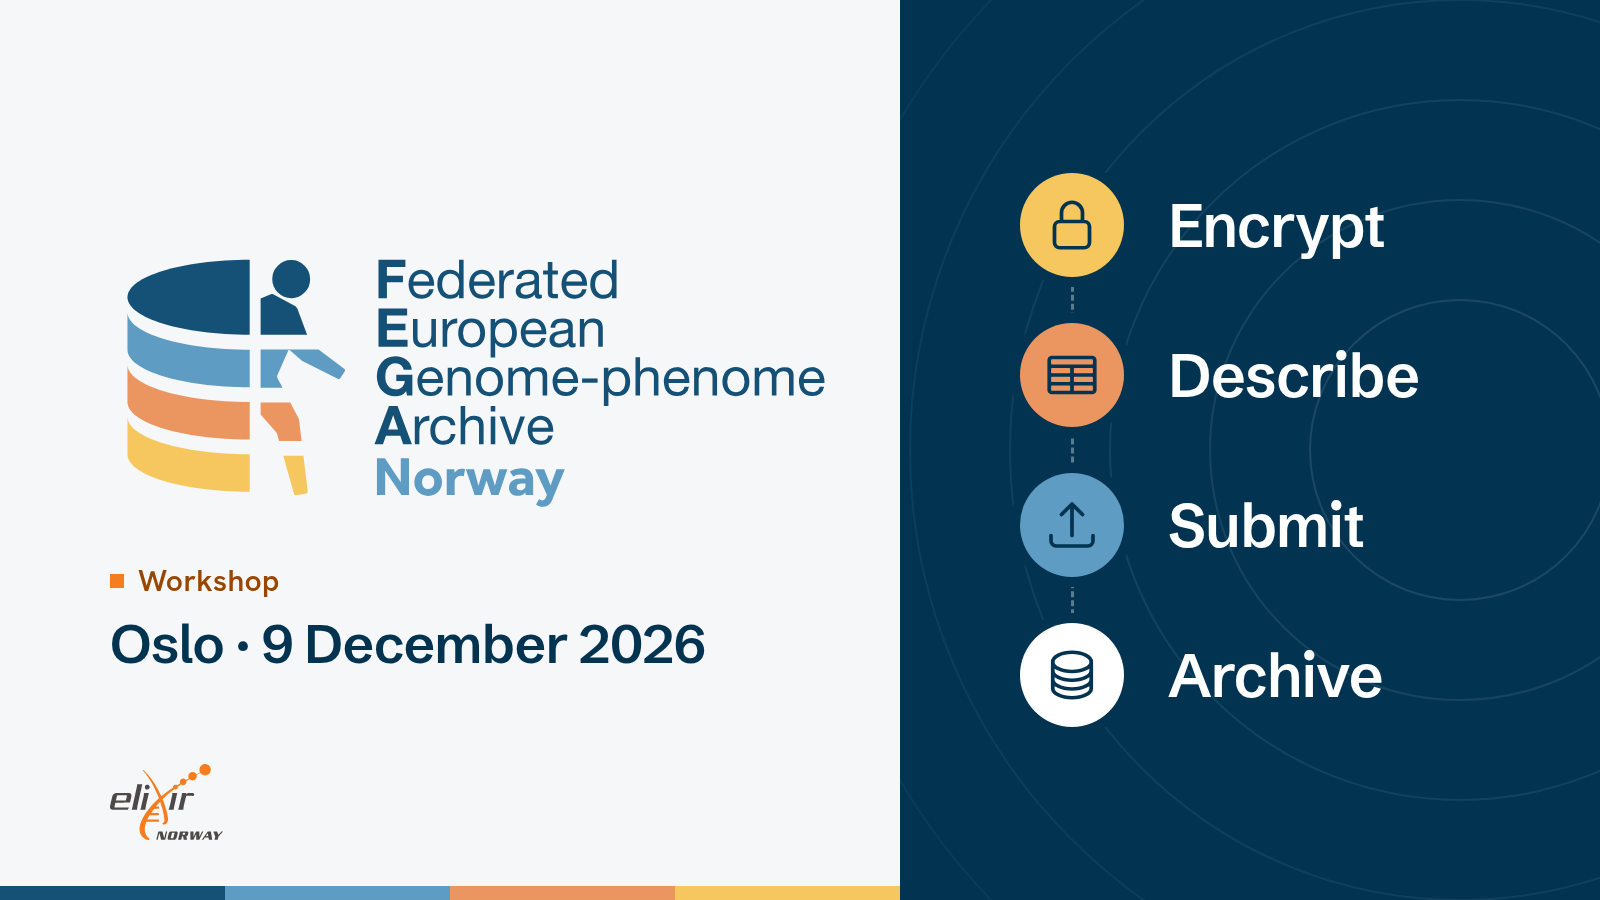 Federated
European
Genome-phenome
Archive
Norway
Workshop
Oslo · 9 December 2026
elixir
NORWAY
Encrypt
Describe
Submit
Archive